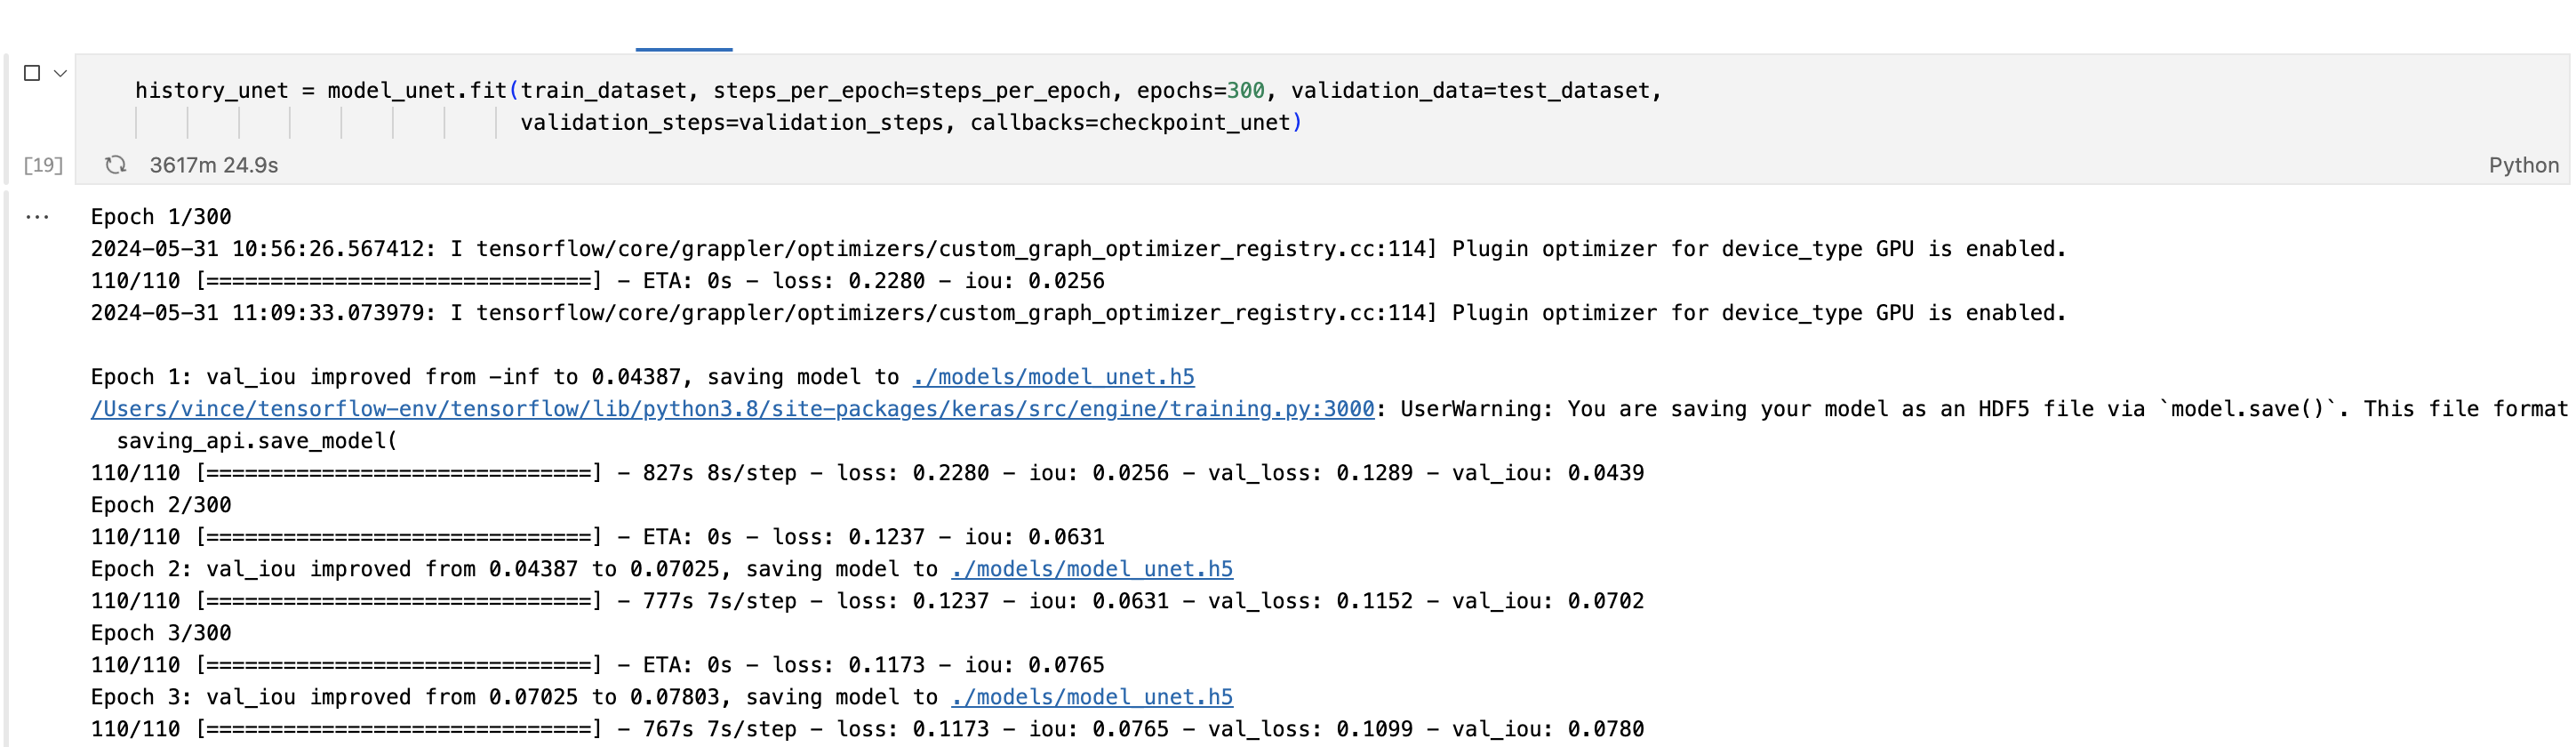 history_unet = model_unet.fit(train_dataset, steps_per_epoch=steps_per_epoch, epochs=300, validation_data=test_dataset,
validation_steps=validation_steps, callbacks=checkpoint_unet)
[19] 3617m 24.9s Python
... Epoch 1/300
2024-05-31 10:56:26.567412: I tensorflow/core/grappler/optimizers/custom_graph_optimizer_registry.cc:114] Plugin optimizer for device_type GPU is enabled.
110/110 [==============================] - ETA: 0s - loss: 0.2280 - iou: 0.0256
2024-05-31 11:09:33.073979: I tensorflow/core/grappler/optimizers/custom_graph_optimizer_registry.cc:114] Plugin optimizer for device_type GPU is enabled.
Epoch 1: val_iou improved from -inf to 0.04387, saving model to ./models/model_unet.h5
/Users/vince/tensorflow-env/tensorflow/lib/python3.8/site-packages/keras/src/engine/training.py:3000: UserWarning: You are saving your model as an HDF5 file via `model.save()`. This file format
saving_api.save_model(
110/110 [==============================] - 827s 8s/step - loss: 0.2280 - iou: 0.0256 - val_loss: 0.1289 - val_iou: 0.0439
Epoch 2/300
110/110 [==============================] - ETA: 0s - loss: 0.1237 - iou: 0.0631
Epoch 2: val_iou improved from 0.04387 to 0.07025, saving model to ./models/model_unet.h5
110/110 [==============================] - 777s 7s/step - loss: 0.1237 - iou: 0.0631 - val_loss: 0.1152 - val_iou: 0.0702
Epoch 3/300
110/110 [==============================] - ETA: 0s - loss: 0.1173 - iou: 0.0765
Epoch 3: val_iou improved from 0.07025 to 0.07803, saving model to ./models/model_unet.h5
110/110 [==============================] - 767s 7s/step - loss: 0.1173 - iou: 0.0765 - val_loss: 0.1099 - val_iou: 0.0780